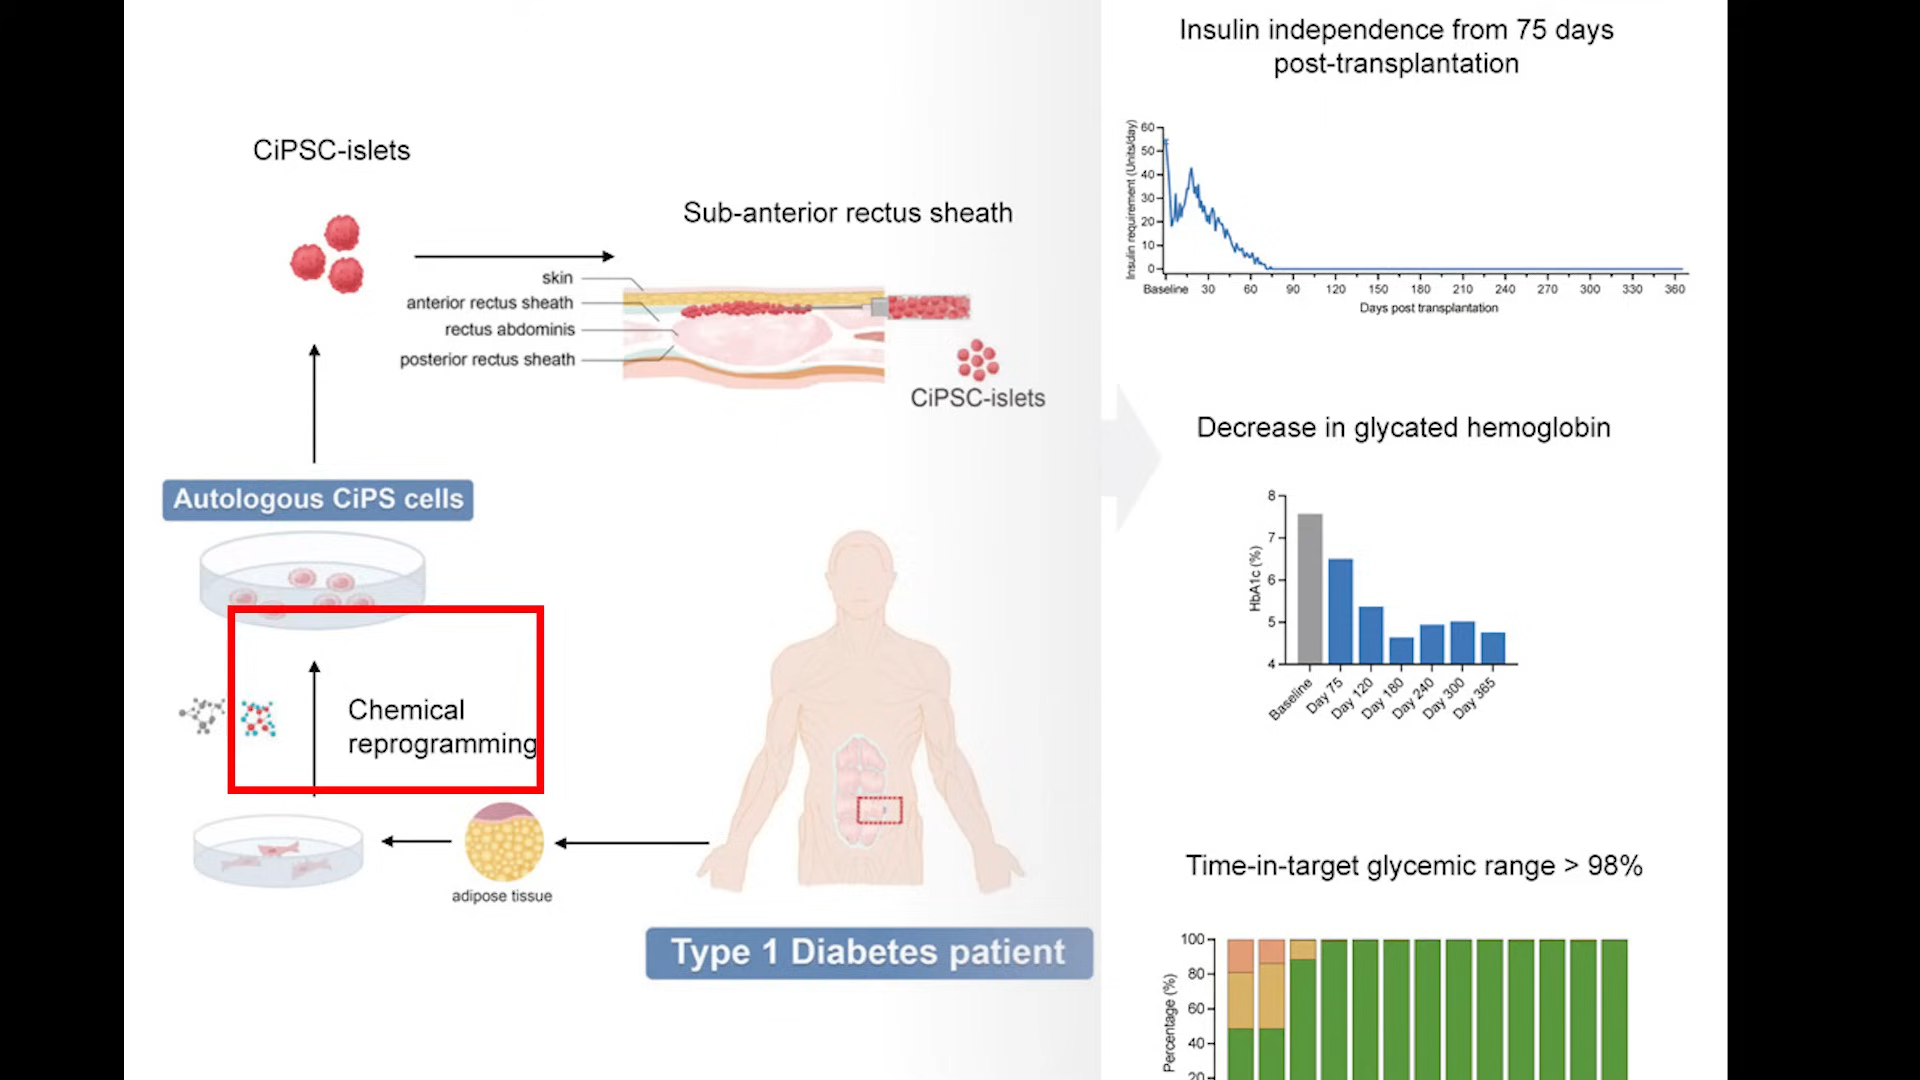 CiPSC-islets
Sub-anterior rectus sheath
skin
anterior rectus sheath
rectus abdominis
posterior rectus sheath
CiPSC-islets
Autologous CiPS cells
Chemical
reprogramming
adipose tissue
Type 1 Diabetes patient
Insulin independence from 75 days
post-transplantation
Insulin requirement (Units/day)
60
50
40
30
20
10
0
Baseline 30 60 90 120 150 180 210 240 270 300 330 360
Days post transplantation
Decrease in glycated hemoglobin
HbA1c (%)
8
7
6
5
4
Baseline Day 75 Day 120 Day 180 Day 240 Day 300 Day 365
Time-in-target glycemic range > 98%
Percentage (%)
100
80
60
40
20